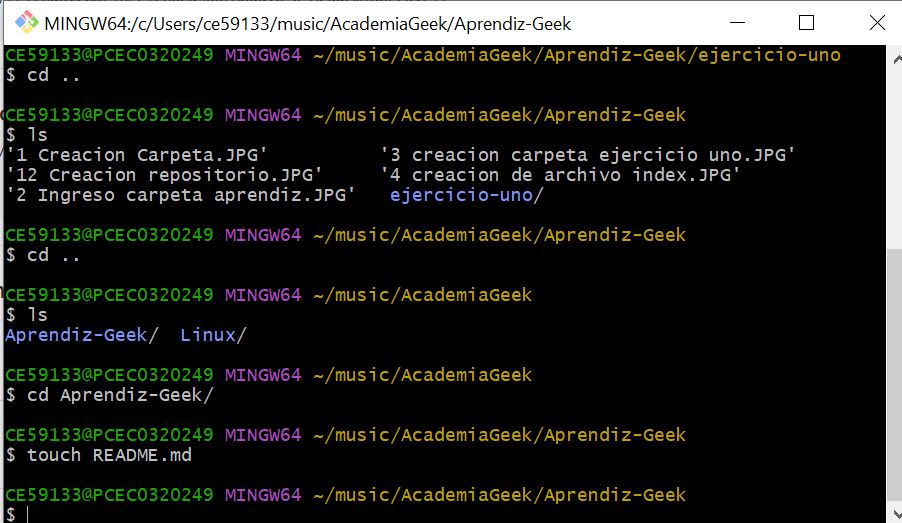 MINGW64:/c/Users/ce59133/music/AcademiaGeek/Aprendiz-Geek
CE59133@PCEC0320249 MINGW64 ~/music/AcademiaGeek/Aprendiz-Geek/ejercicio-uno
$ cd ..
CE59133@PCEC0320249 MINGW64 ~/music/AcademiaGeek/Aprendiz-Geek
$ ls
'1 Creacion Carpeta.JPG' '3 creacion carpeta ejercicio uno.JPG'
'12 Creacion repositorio.JPG' '4 creacion de archivo index.JPG'
'2 Ingreso carpeta aprendiz.JPG' ejercicio-uno/
CE59133@PCEC0320249 MINGW64 ~/music/AcademiaGeek/Aprendiz-Geek
$ cd ..
CE59133@PCEC0320249 MINGW64 ~/music/AcademiaGeek
$ ls
Aprendiz-Geek/ Linux/
CE59133@PCEC0320249 MINGW64 ~/music/AcademiaGeek
$ cd Aprendiz-Geek/
CE59133@PCEC0320249 MINGW64 ~/music/AcademiaGeek/Aprendiz-Geek
$ touch README.md
CE59133@PCEC0320249 MINGW64 ~/music/AcademiaGeek/Aprendiz-Geek
$